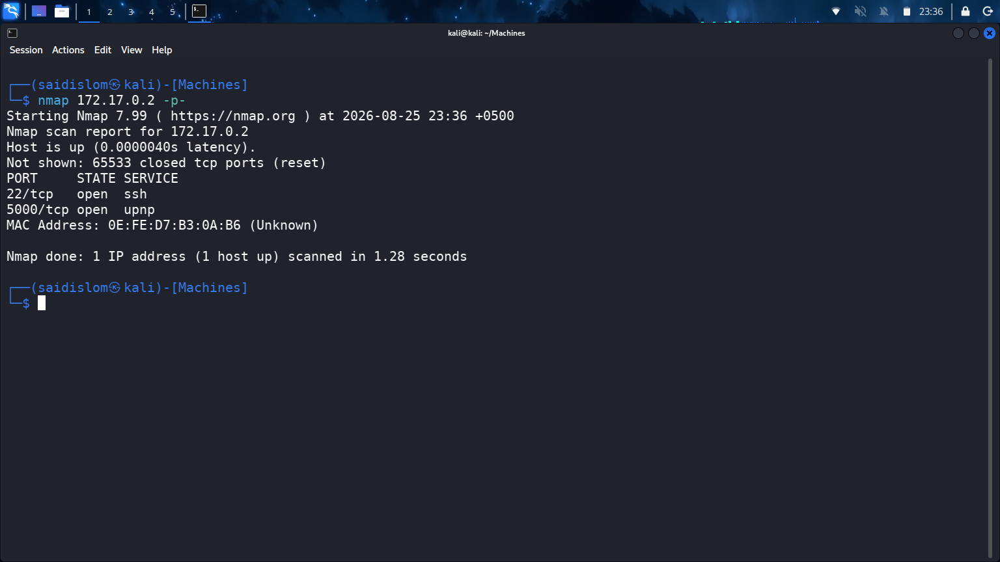 1 2 3 4 5 23:36
kali@kali: ~/Machines
Session Actions Edit View Help
┌──(saidislom㉿kali)-[Machines]
└─$ nmap 172.17.0.2 -p-
Starting Nmap 7.99 ( https://nmap.org ) at 2026-08-25 23:36 +0500
Nmap scan report for 172.17.0.2
Host is up (0.0000040s latency).
Not shown: 65533 closed tcp ports (reset)
PORT     STATE SERVICE
22/tcp   open  ssh
5000/tcp open  upnp
MAC Address: 0E:FE:D7:B3:0A:B6 (Unknown)
Nmap done: 1 IP address (1 host up) scanned in 1.28 seconds
┌──(saidislom㉿kali)-[Machines]
└─$